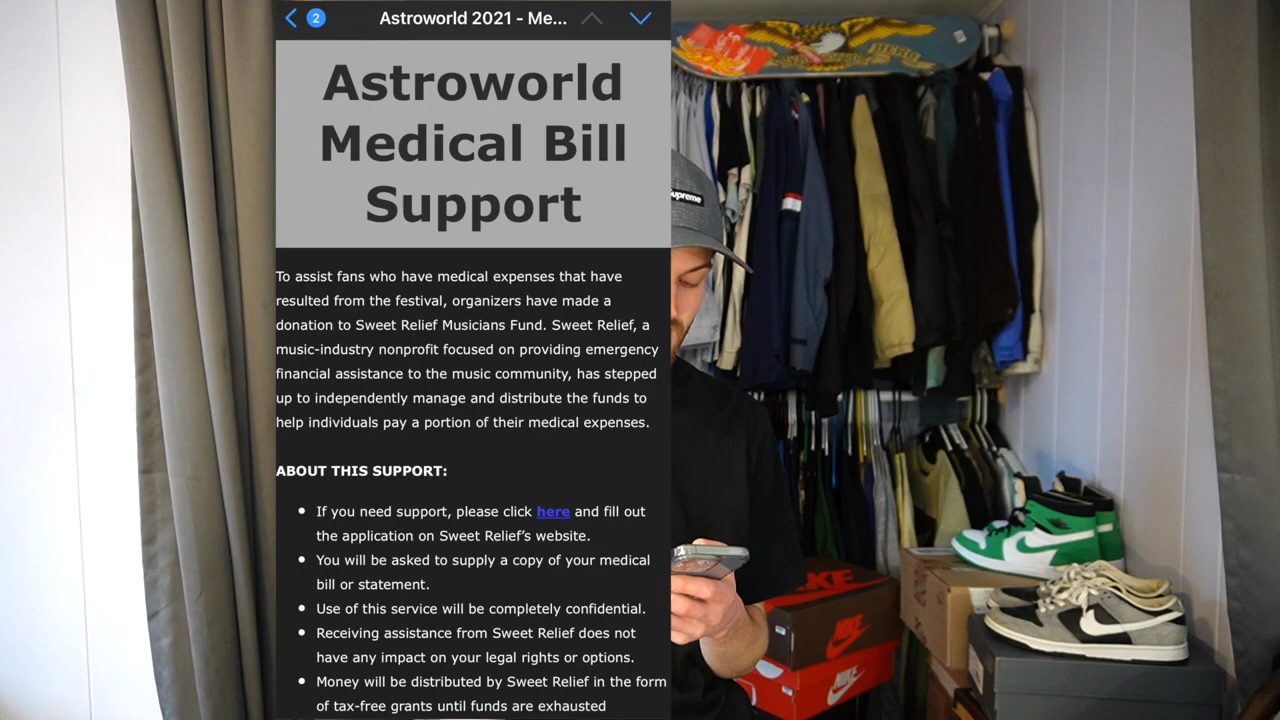 2
Astroworld 2021 - Me...
Astroworld
Medical Bill
Support
To assist fans who have medical expenses that have
resulted from the festival, organizers have made a
donation to Sweet Relief Musicians Fund. Sweet Relief, a
music-industry nonprofit focused on providing emergency
financial assistance to the music community, has stepped
up to independently manage and distribute the funds to
help individuals pay a portion of their medical expenses.
ABOUT THIS SUPPORT:
• If you need support, please click here and fill out
the application on Sweet Relief’s website.
• You will be asked to supply a copy of your medical
bill or statement.
• Use of this service will be completely confidential.
• Receiving assistance from Sweet Relief does not
have any impact on your legal rights or options.
• Money will be distributed by Sweet Relief in the form
of tax-free grants until funds are exhausted
HERO
Supreme
NIKE
NIKE